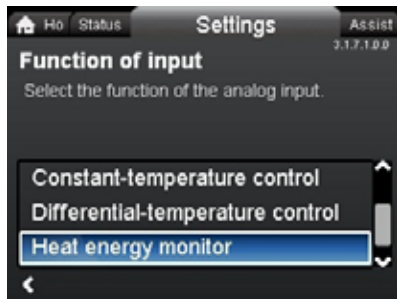 Ho Status Settings Assist
3.1.7.1.0.0
Function of input
Select the function of the analog input.
Constant-temperature control
Differential-temperature control
Heat energy monitor